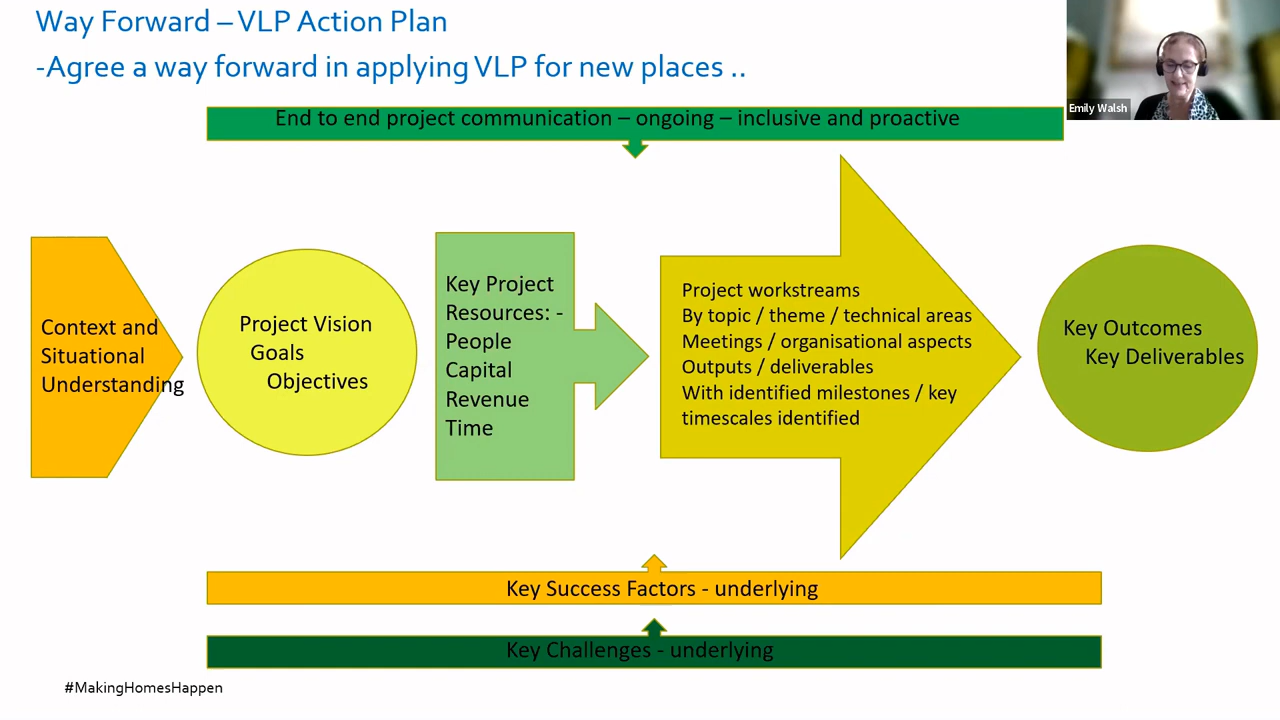 Way Forward – VLP Action Plan
-Agree a way forward in applying VLP for new places ..
Emily Walsh
End to end project communication – ongoing – inclusive and proactive
Context and
Situational
Understanding
Project Vision
Goals
Objectives
Key Project
Resources: -
People
Capital
Revenue
Time
Project workstreams
By topic / theme / technical areas
Meetings / organisational aspects
Outputs / deliverables
With identified milestones / key
timescales identified
Key Outcomes
Key Deliverables
Key Success Factors - underlying
Key Challenges - underlying
#MakingHomesHappen